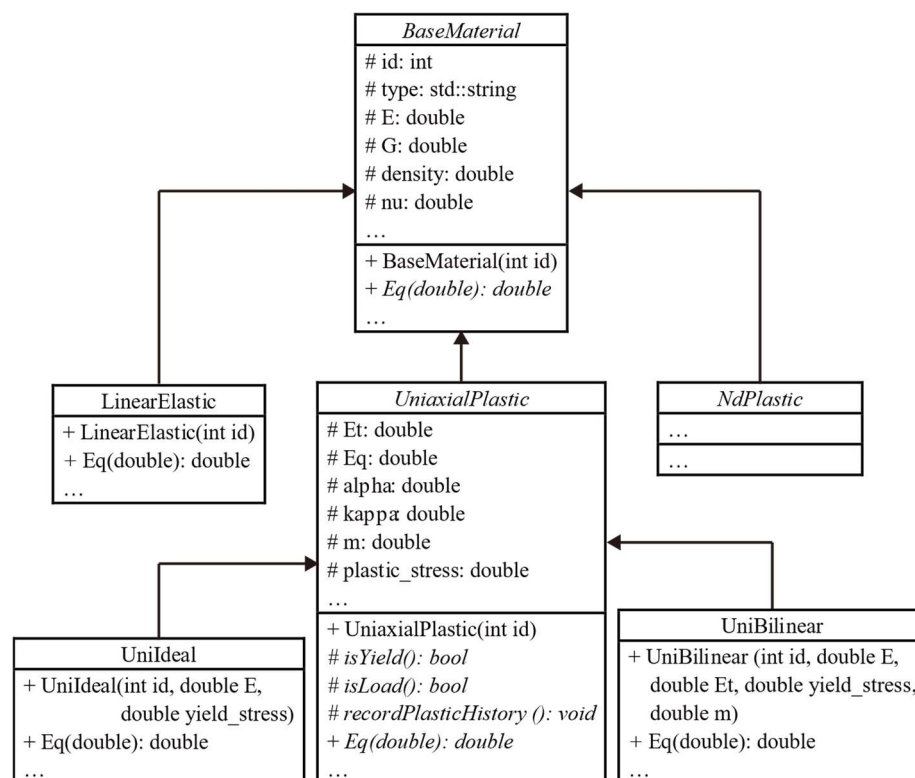 BaseMaterial
# id: int
# type: std::string
# E: double
# G: double
# density: double
# nu: double
…
+ BaseMaterial(int id)
+ Eq(double): double
…
LinearElastic
+ LinearElastic(int id)
+ Eq(double): double
…
UniaxialPlastic
# Et: double
# Eq: double
# alpha: double
# kappa: double
# m: double
# plastic_stress: double
…
+ UniaxialPlastic(int id)
# isYield(): bool
# isLoad(): bool
# recordPlasticHistory (): void
+ Eq(double): double
…
NdPlastic
…
…
UniIdeal
+ UniIdeal(int id, double E,
double yield_stress)
+ Eq(double): double
…
UniBilinear
+ UniBilinear (int id, double E,
double Et, double yield_stress,
double m)
+ Eq(double): double
…